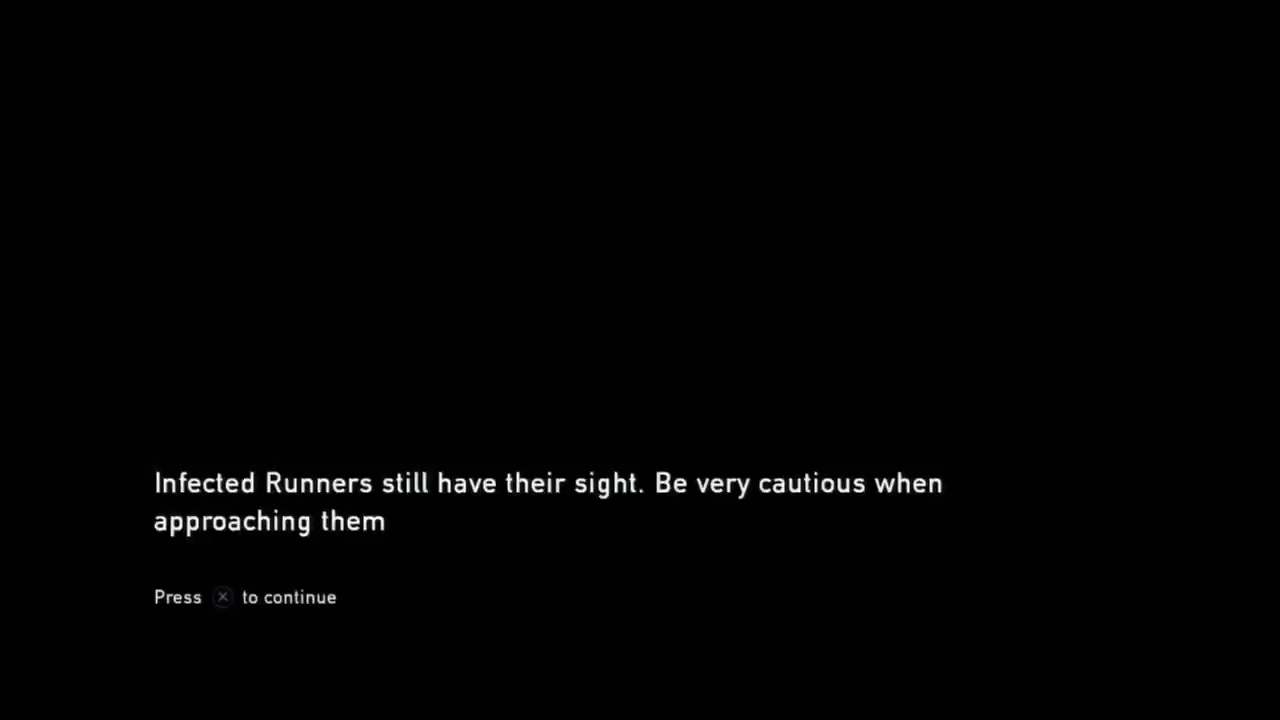 Infected Runners still have their sight. Be very cautious when
approaching them
Press ⊗ to continue